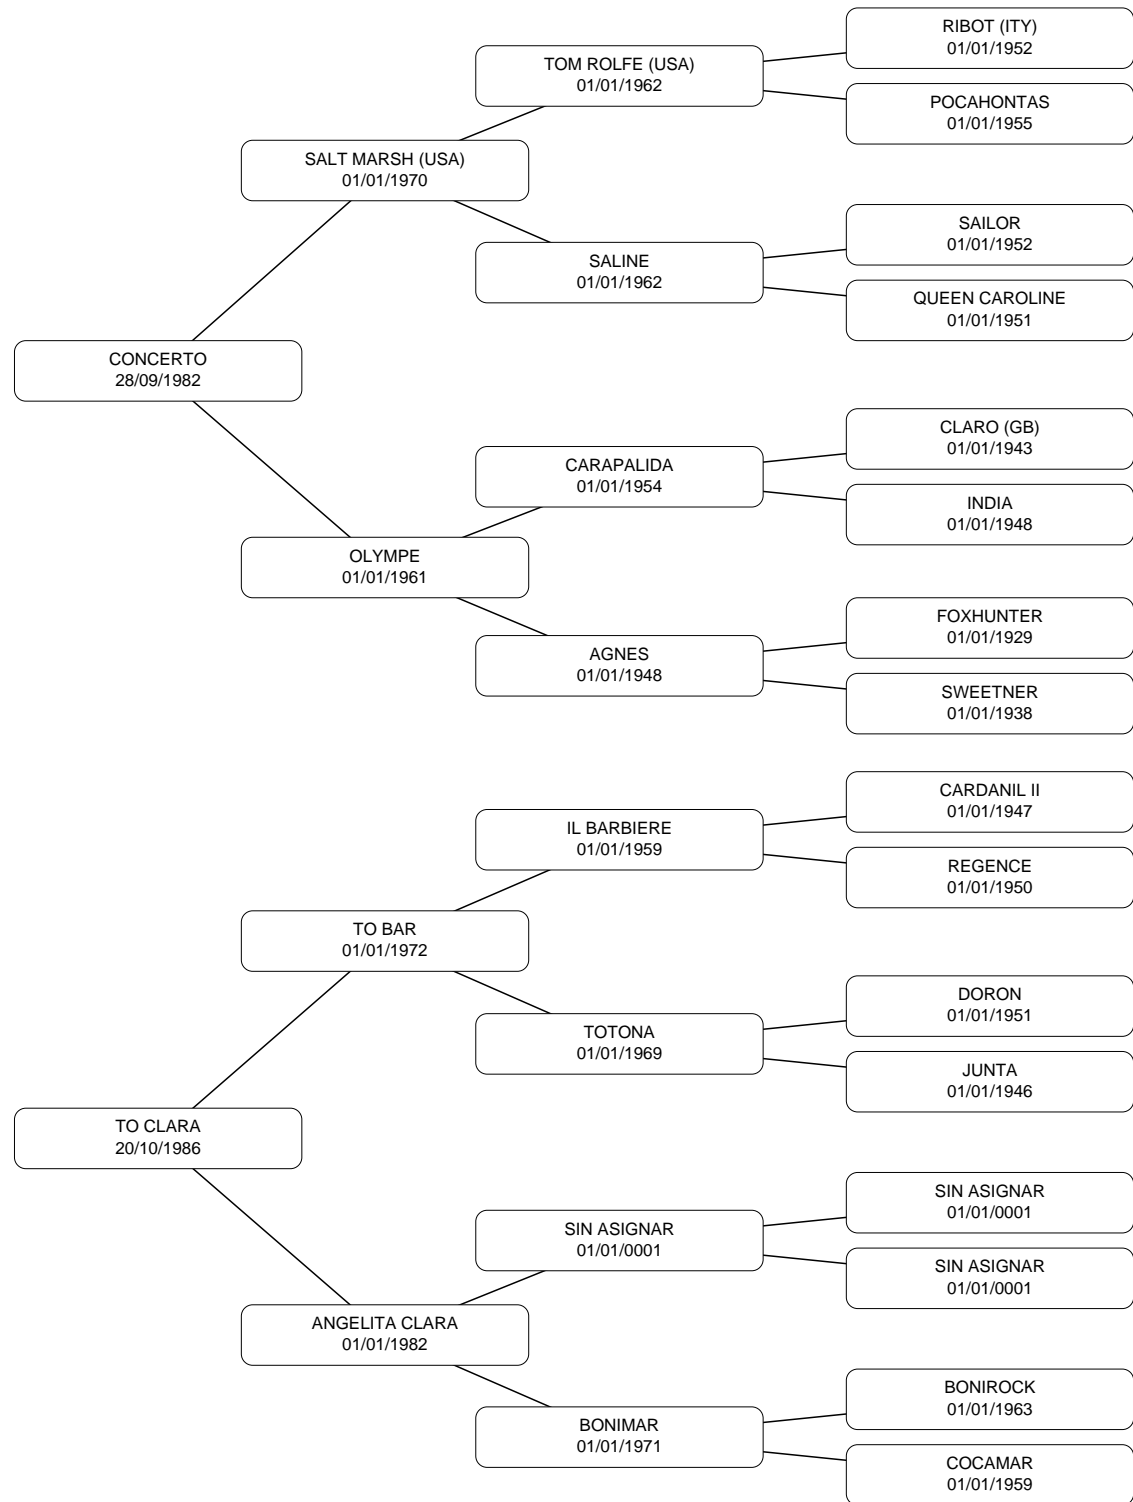 RIBOT (ITY)
01/01/1952
TOM ROLFE (USA)
01/01/1962
POCAHONTAS
01/01/1955
SALT MARSH (USA)
01/01/1970
SAILOR
01/01/1952
SALINE
01/01/1962
QUEEN CAROLINE
01/01/1951
CONCERTO
28/09/1982
CLARO (GB)
01/01/1943
CARAPALIDA
01/01/1954
INDIA
01/01/1948
OLYMPE
01/01/1961
FOXHUNTER
01/01/1929
AGNES
01/01/1948
SWEETNER
01/01/1938
CARDANIL II
01/01/1947
IL BARBIERE
01/01/1959
REGENCE
01/01/1950
TO BAR
01/01/1972
DORON
01/01/1951
TOTONA
01/01/1969
JUNTA
01/01/1946
TO CLARA
20/10/1986
SIN ASIGNAR
01/01/0001
SIN ASIGNAR
01/01/0001
SIN ASIGNAR
01/01/0001
ANGELITA CLARA
01/01/1982
BONIROCK
01/01/1963
BONIMAR
01/01/1971
COCAMAR
01/01/1959